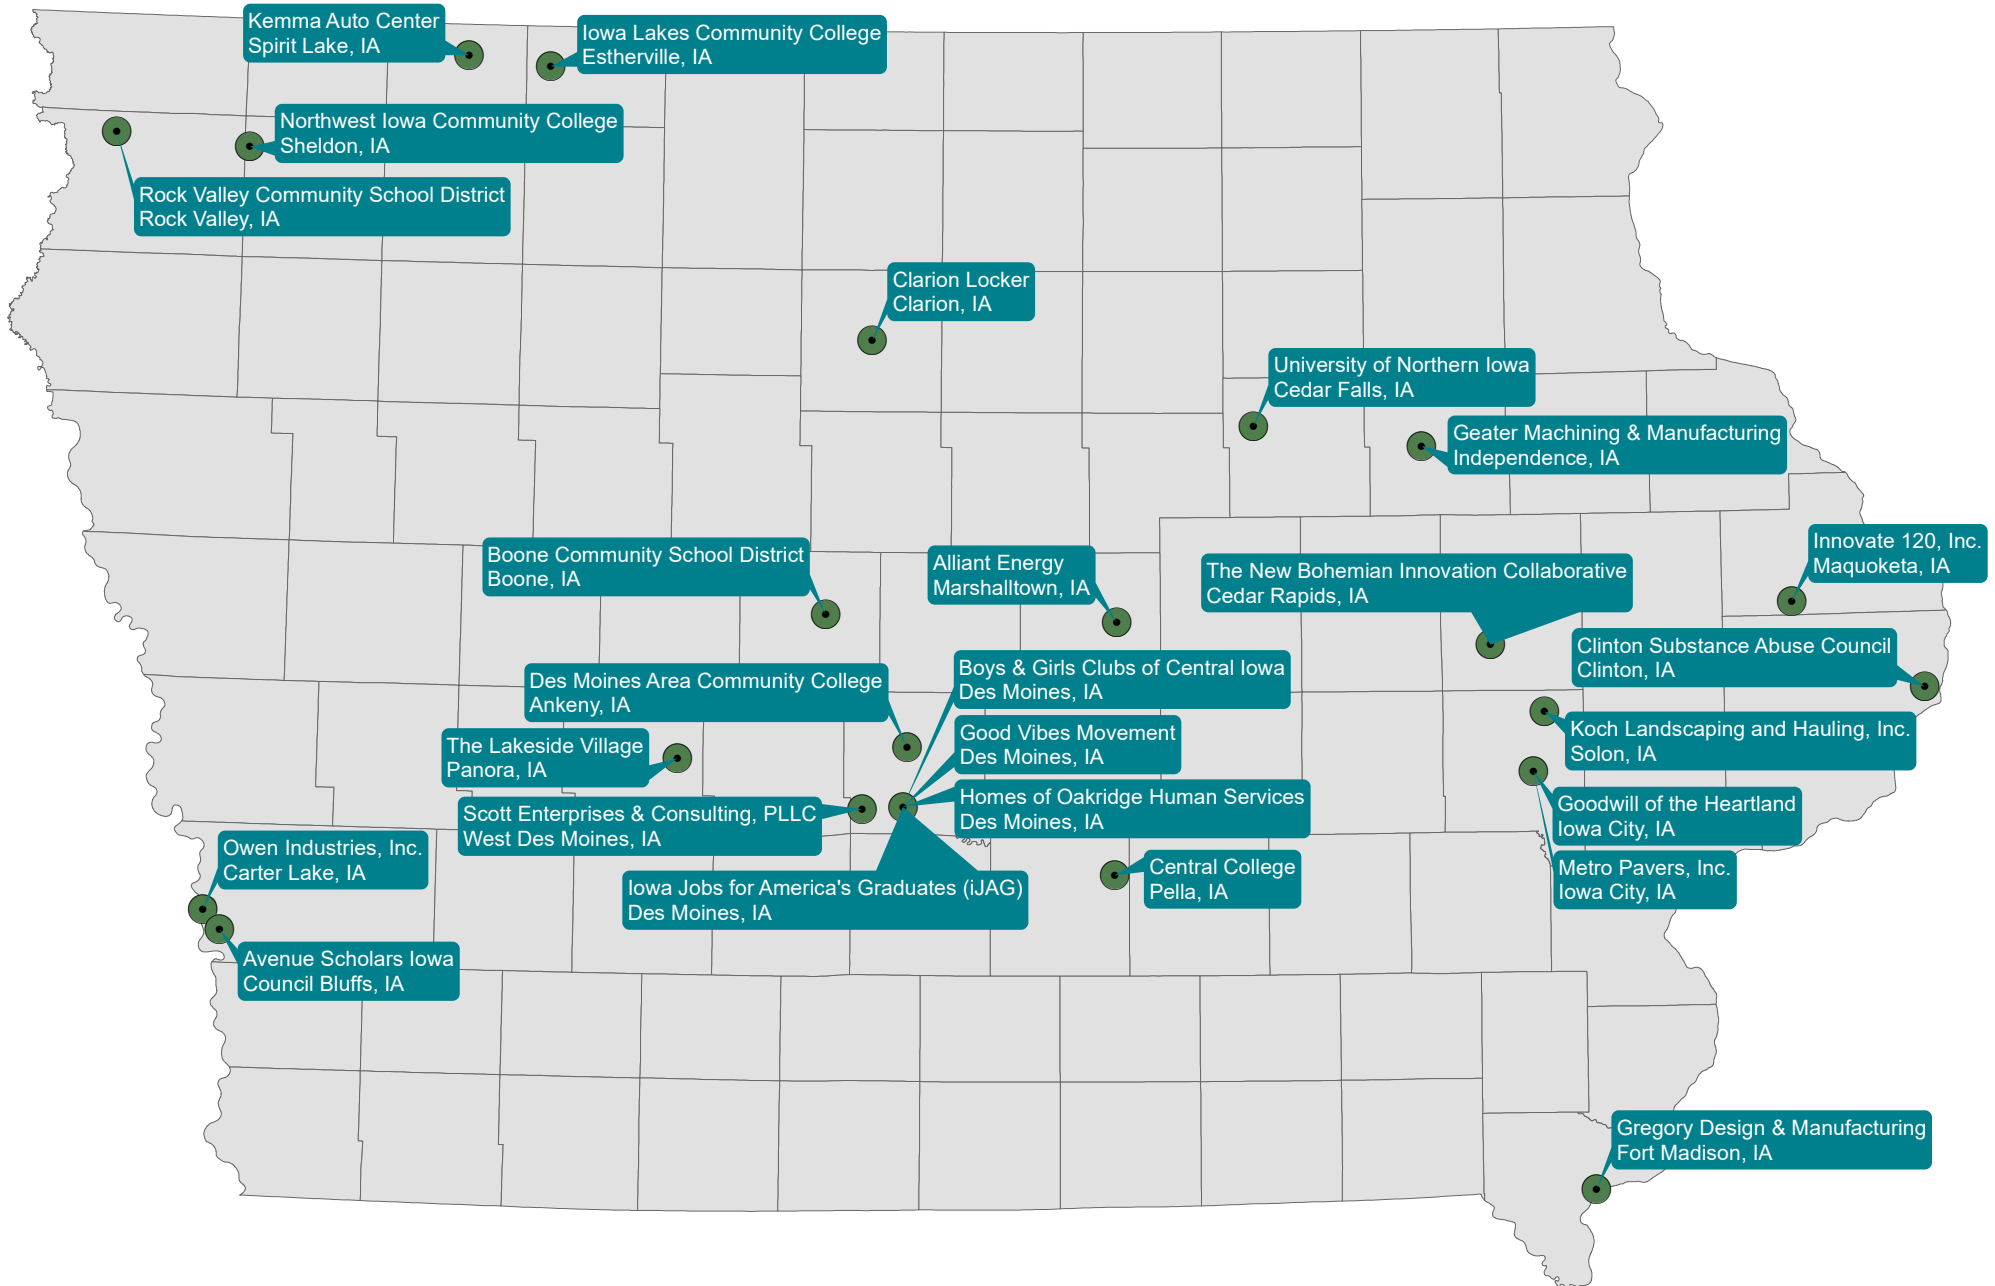 Kemma Auto Center
Spirit Lake, IA
Iowa Lakes Community College
Estherville, IA
Northwest Iowa Community College
Sheldon, IA
Rock Valley Community School District
Rock Valley, IA
Clarion Locker
Clarion, IA
University of Northern Iowa
Cedar Falls, IA
Geater Machining & Manufacturing
Independence, IA
Boone Community School District
Boone, IA
Alliant Energy
Marshalltown, IA
The New Bohemian Innovation Collaborative
Cedar Rapids, IA
Innovate 120, Inc.
Maquoketa, IA
Clinton Substance Abuse Council
Clinton, IA
Des Moines Area Community College
Ankeny, IA
Boys & Girls Clubs of Central Iowa
Des Moines, IA
Good Vibes Movement
Des Moines, IA
Koch Landscaping and Hauling, Inc.
Solon, IA
The Lakeside Village
Panora, IA
Scott Enterprises & Consulting, PLLC
West Des Moines, IA
Homes of Oakridge Human Services
Des Moines, IA
Goodwill of the Heartland
Iowa City, IA
Owen Industries, Inc.
Carter Lake, IA
Iowa Jobs for America's Graduates (iJAG)
Des Moines, IA
Central College
Pella, IA
Metro Pavers, Inc.
Iowa City, IA
Avenue Scholars Iowa
Council Bluffs, IA
Gregory Design & Manufacturing
Fort Madison, IA